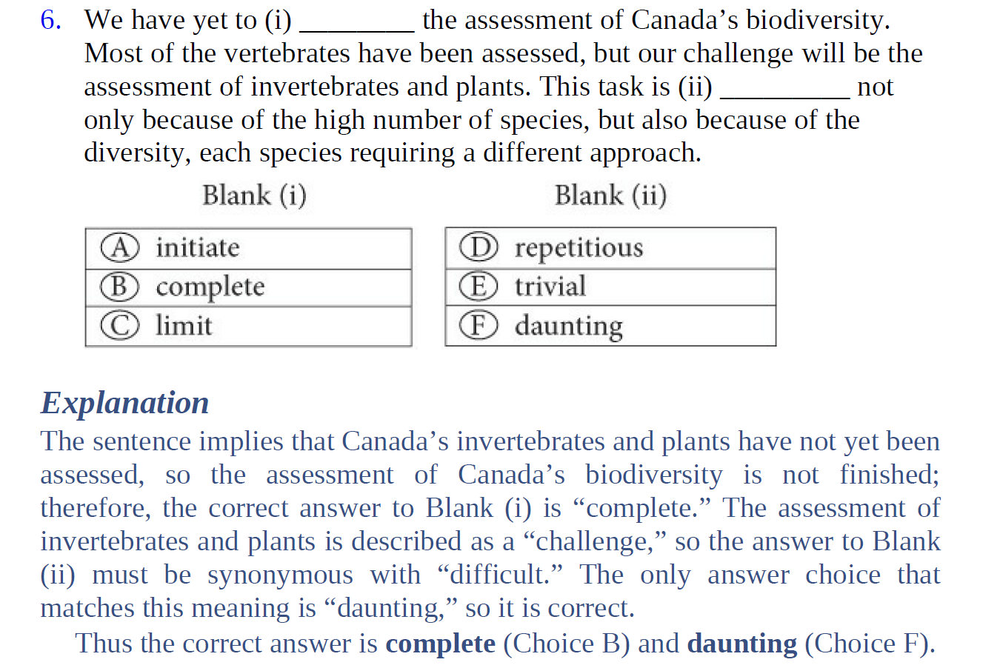 6. We have yet to (i) ________ the assessment of Canada’s biodiversity.
Most of the vertebrates have been assessed, but our challenge will be the
assessment of invertebrates and plants. This task is (ii) _________ not
only because of the high number of species, but also because of the
diversity, each species requiring a different approach.
Blank (i) Blank (ii)
A initiate D repetitious
B complete E trivial
C limit F daunting
Explanation
The sentence implies that Canada’s invertebrates and plants have not yet been
assessed, so the assessment of Canada’s biodiversity is not finished;
therefore, the correct answer to Blank (i) is “complete.” The assessment of
invertebrates and plants is described as a “challenge,” so the answer to Blank
(ii) must be synonymous with “difficult.” The only answer choice that
matches this meaning is “daunting,” so it is correct.
Thus the correct answer is complete (Choice B) and daunting (Choice F).